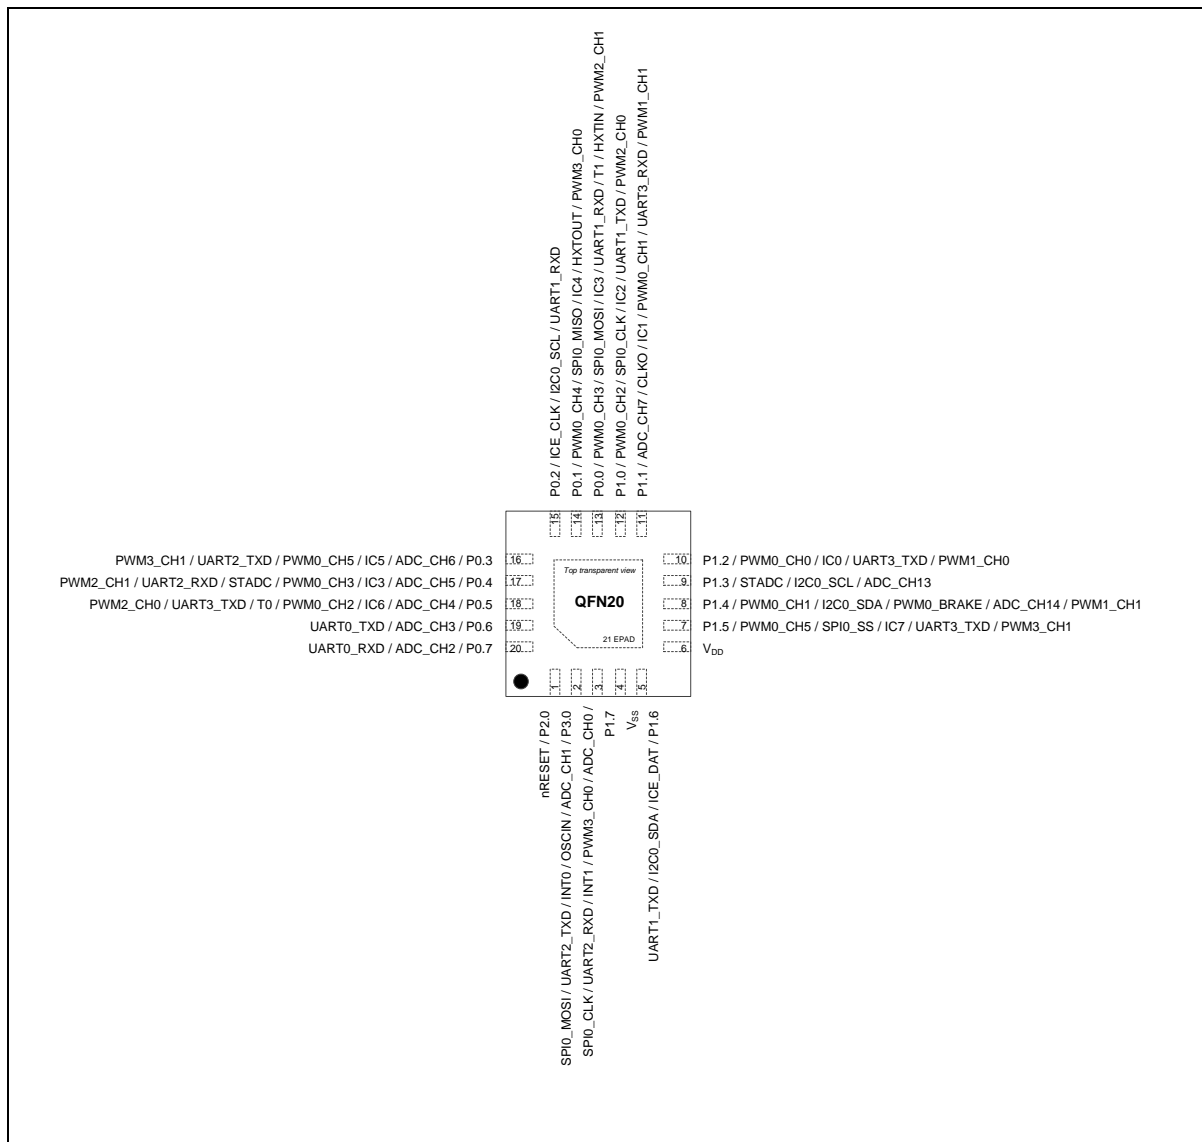 P0.2 / ICE_CLK / I2C0_SCL / UART1_RXD
P0.1 / PWM0_CH4 / SPI0_MISO / IC4 / HXTOUT / PWM3_CH0
P0.0 / PWM0_CH3 / SPI0_MOSI / IC3 / UART1_RXD / T1 / HXTIN / PWM2_CH1
P1.0 / PWM0_CH2 / SPI0_CLK / IC2 / UART1_TXD / PWM2_CH0
P1.1 / ADC_CH7 / CLKO / IC1 / PWM0_CH1 / UART3_RXD / PWM1_CH1
15 14 13 12 11
PWM3_CH1 / UART2_TXD / PWM0_CH5 / IC5 / ADC_CH6 / P0.3 16
PWM2_CH1 / UART2_RXD / STADC / PWM0_CH3 / IC3 / ADC_CH5 / P0.4 17
PWM2_CH0 / UART3_TXD / T0 / PWM0_CH2 / IC6 / ADC_CH4 / P0.5 18
UART0_TXD / ADC_CH3 / P0.6 19
UART0_RXD / ADC_CH2 / P0.7 20
Top transparent view
QFN20
21 EPAD
10 P1.2 / PWM0_CH0 / IC0 / UART3_TXD / PWM1_CH0
9 P1.3 / STADC / I2C0_SCL / ADC_CH13
8 P1.4 / PWM0_CH1 / I2C0_SDA / PWM0_BRAKE / ADC_CH14 / PWM1_CH1
7 P1.5 / PWM0_CH5 / SPI0_SS / IC7 / UART3_TXD / PWM3_CH1
6 VDD
1 2 3 4 5
nRESET / P2.0
SPI0_MOSI / UART2_TXD / INT0 / OSCIN / ADC_CH1 / P3.0
SPI0_CLK / UART2_RXD / INT1 / PWM3_CH0 / ADC_CH0 /
P1.7
VSS
UART1_TXD / I2C0_SDA / ICE_DAT / P1.6